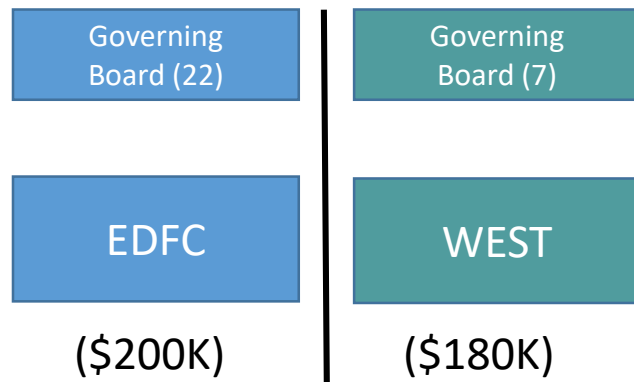 Governing
Board (22)
Governing
Board (7)
EDFC
WEST
($200K)
($180K)